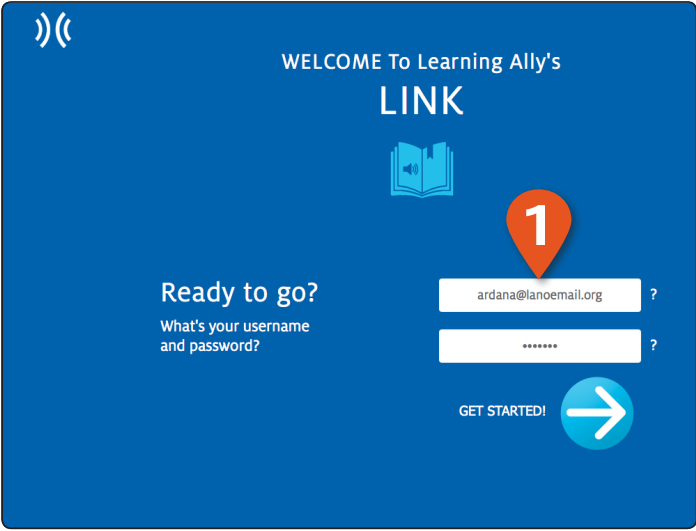 WELCOME To Learning Ally's
LINK
1
Ready to go?
ardana@lanoemail.org ?
What's your username
and password?
••••••• ?
GET STARTED!